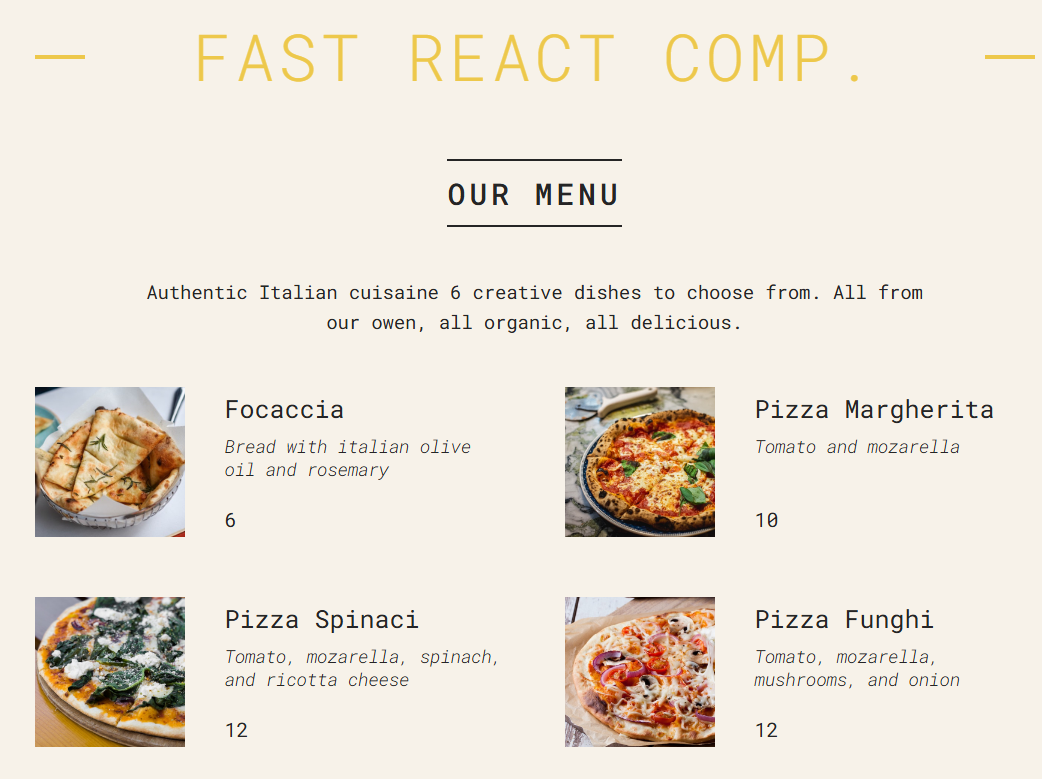 FAST REACT COMP.
OUR MENU
Authentic Italian cuisaine 6 creative dishes to choose from. All from
our owen, all organic, all delicious.
Focaccia
Bread with italian olive
oil and rosemary
6
Pizza Margherita
Tomato and mozarella
10
Pizza Spinaci
Tomato, mozarella, spinach,
and ricotta cheese
12
Pizza Funghi
Tomato, mozarella,
mushrooms, and onion
12